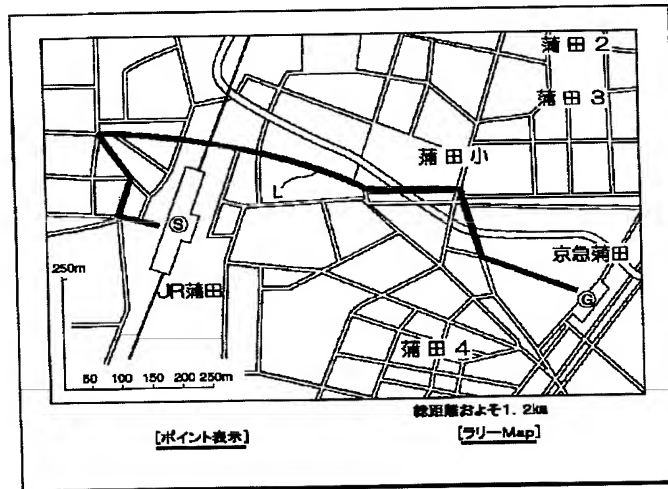 蒲田2
蒲田3
蒲田小
L
S
京急蒲田
250m
JR蒲田
G
蒲田4
50 100 150 200 250m
総距離およそ1.2km
[ポイント表示]
[ラリーMap]